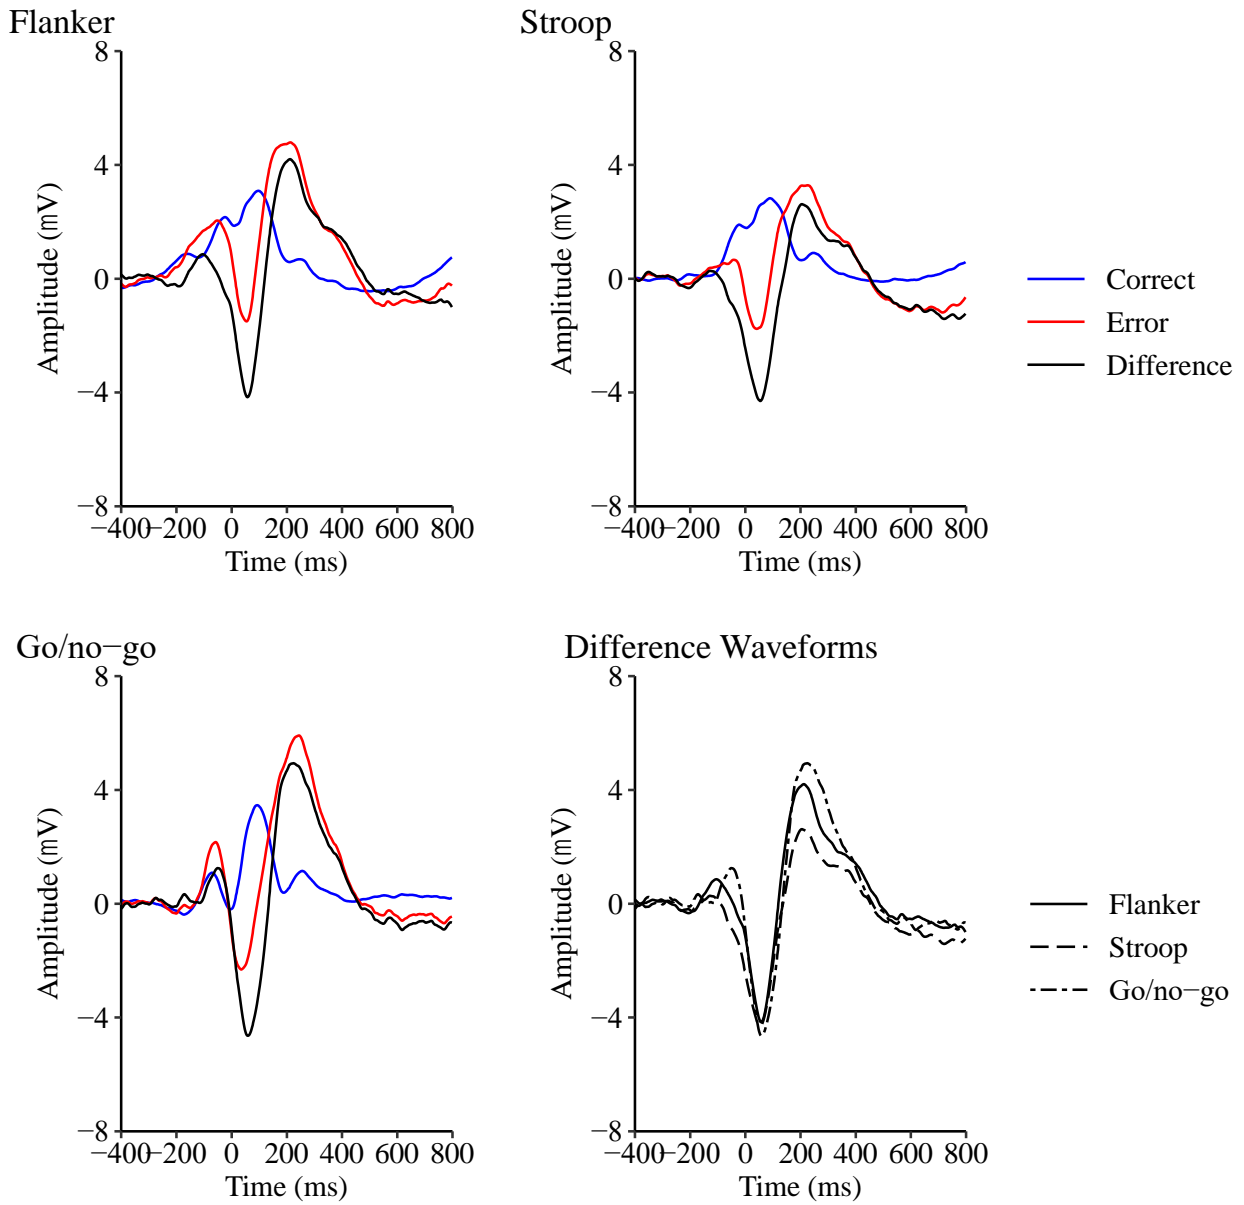 Flanker
8
4
0
−4
−8
Amplitude (mV)
−400 −200 0 200 400 600 800
Time (ms)
Stroop
8
4
0
−4
−8
Amplitude (mV)
−400 −200 0 200 400 600 800
Time (ms)
Correct
Error
Difference
Go/no−go
8
4
0
−4
−8
Amplitude (mV)
−400 −200 0 200 400 600 800
Time (ms)
Difference Waveforms
8
4
0
−4
−8
Amplitude (mV)
−400 −200 0 200 400 600 800
Time (ms)
Flanker
Stroop
Go/no−go